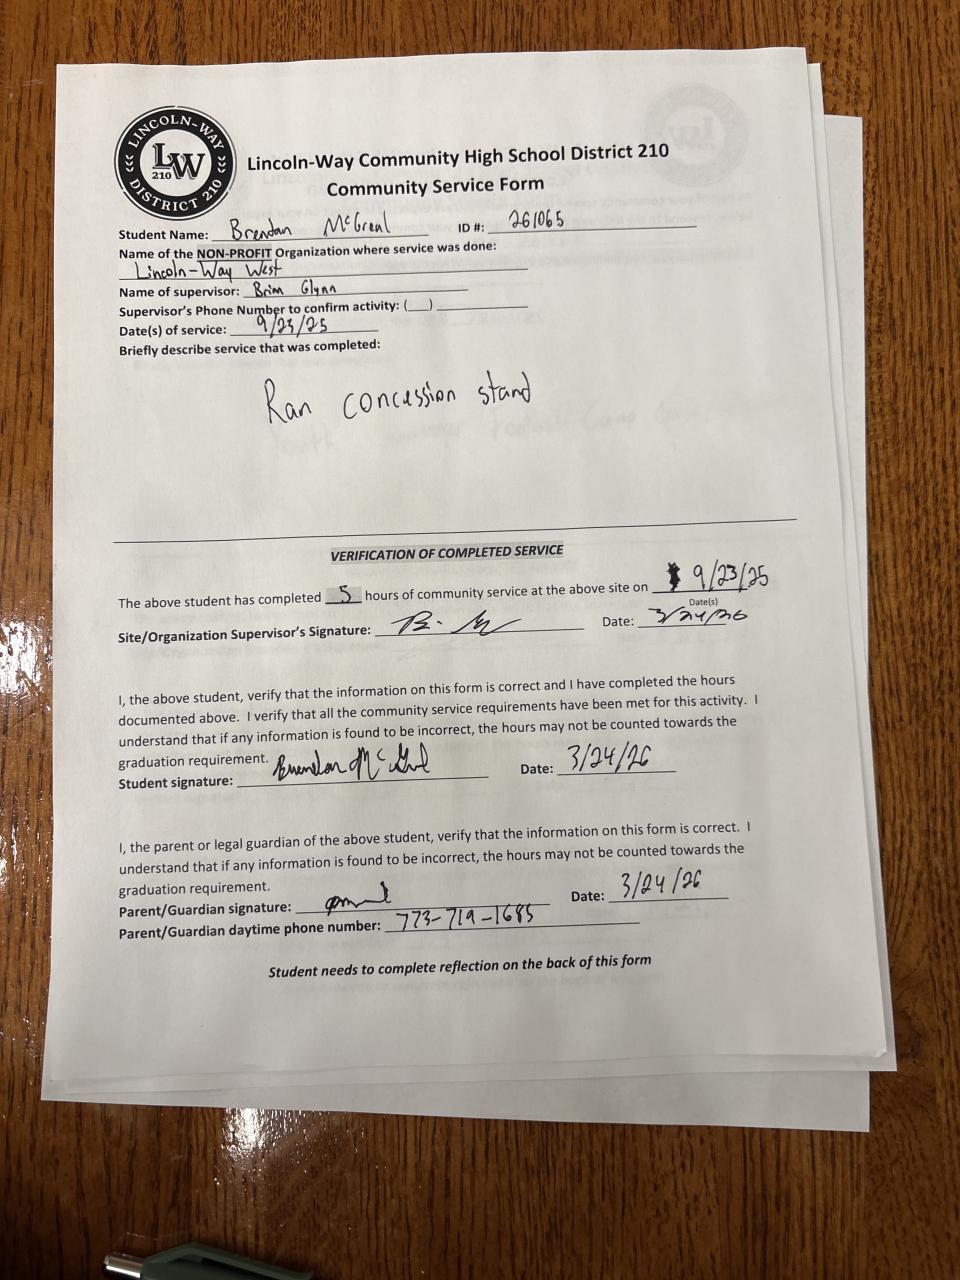 LINCOLN-WAY
LW
210
DISTRICT 210
Lincoln-Way Community High School District 210
Community Service Form
Student Name: Brendan McGreal ID #: 261065
Name of the NON-PROFIT Organization where service was done:
Lincoln-Way West
Name of supervisor: Brian Glynn
Supervisor's Phone Number to confirm activity: (__)
Date(s) of service: 9/23/25
Briefly describe service that was completed:
Ran concession stand
VERIFICATION OF COMPLETED SERVICE
The above student has completed 5 hours of community service at the above site on 9/23/25
Date(s)
Site/Organization Supervisor's Signature: Date: 3/24/26
I, the above student, verify that the information on this form is correct and I have completed the hours
documented above. I verify that all the community service requirements have been met for this activity. I
understand that if any information is found to be incorrect, the hours may not be counted towards the
graduation requirement.
Student signature: Brendan McGreal Date: 3/24/26
I, the parent or legal guardian of the above student, verify that the information on this form is correct. I
understand that if any information is found to be incorrect, the hours may not be counted towards the
graduation requirement.
Parent/Guardian signature: Date: 3/24/26
Parent/Guardian daytime phone number: 773-719-1685
Student needs to complete reflection on the back of this form